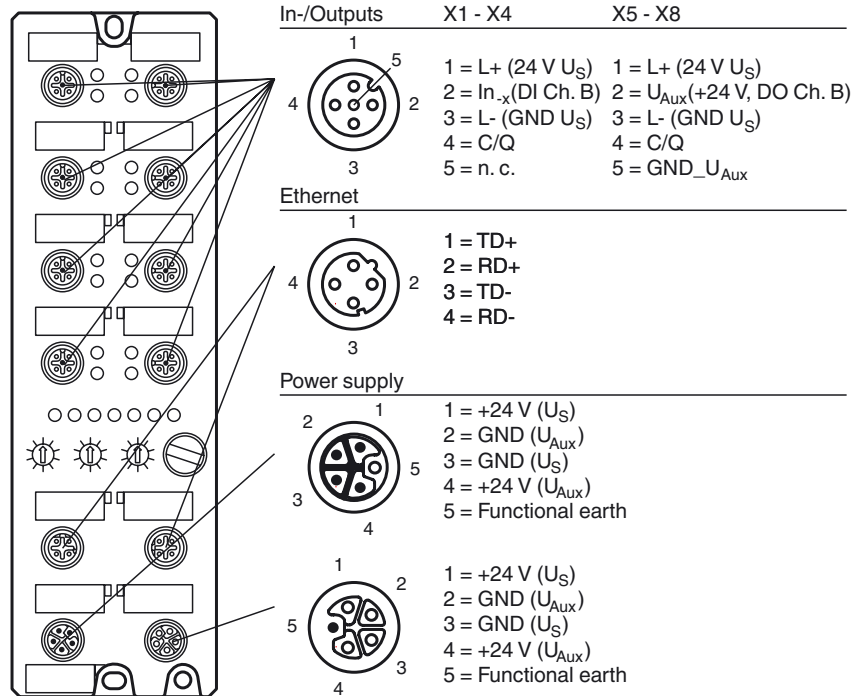 In-/Outputs X1 - X4 X5 - X8
1
5
4
2
3
1 = L+ (24 V US) 1 = L+ (24 V US)
2 = In-x(DI Ch. B) 2 = UAux(+24 V, DO Ch. B)
3 = L- (GND US) 3 = L- (GND US)
4 = C/Q 4 = C/Q
5 = n. c. 5 = GND_UAux
Ethernet
1
4
2
3
1 = TD+
2 = RD+
3 = TD-
4 = RD-
Power supply
1
2
5
3
4
1 = +24 V (US)
2 = GND (UAux)
3 = GND (US)
4 = +24 V (UAux)
5 = Functional earth
1
2
5
3
4
1 = +24 V (US)
2 = GND (UAux)
3 = GND (US)
4 = +24 V (UAux)
5 = Functional earth